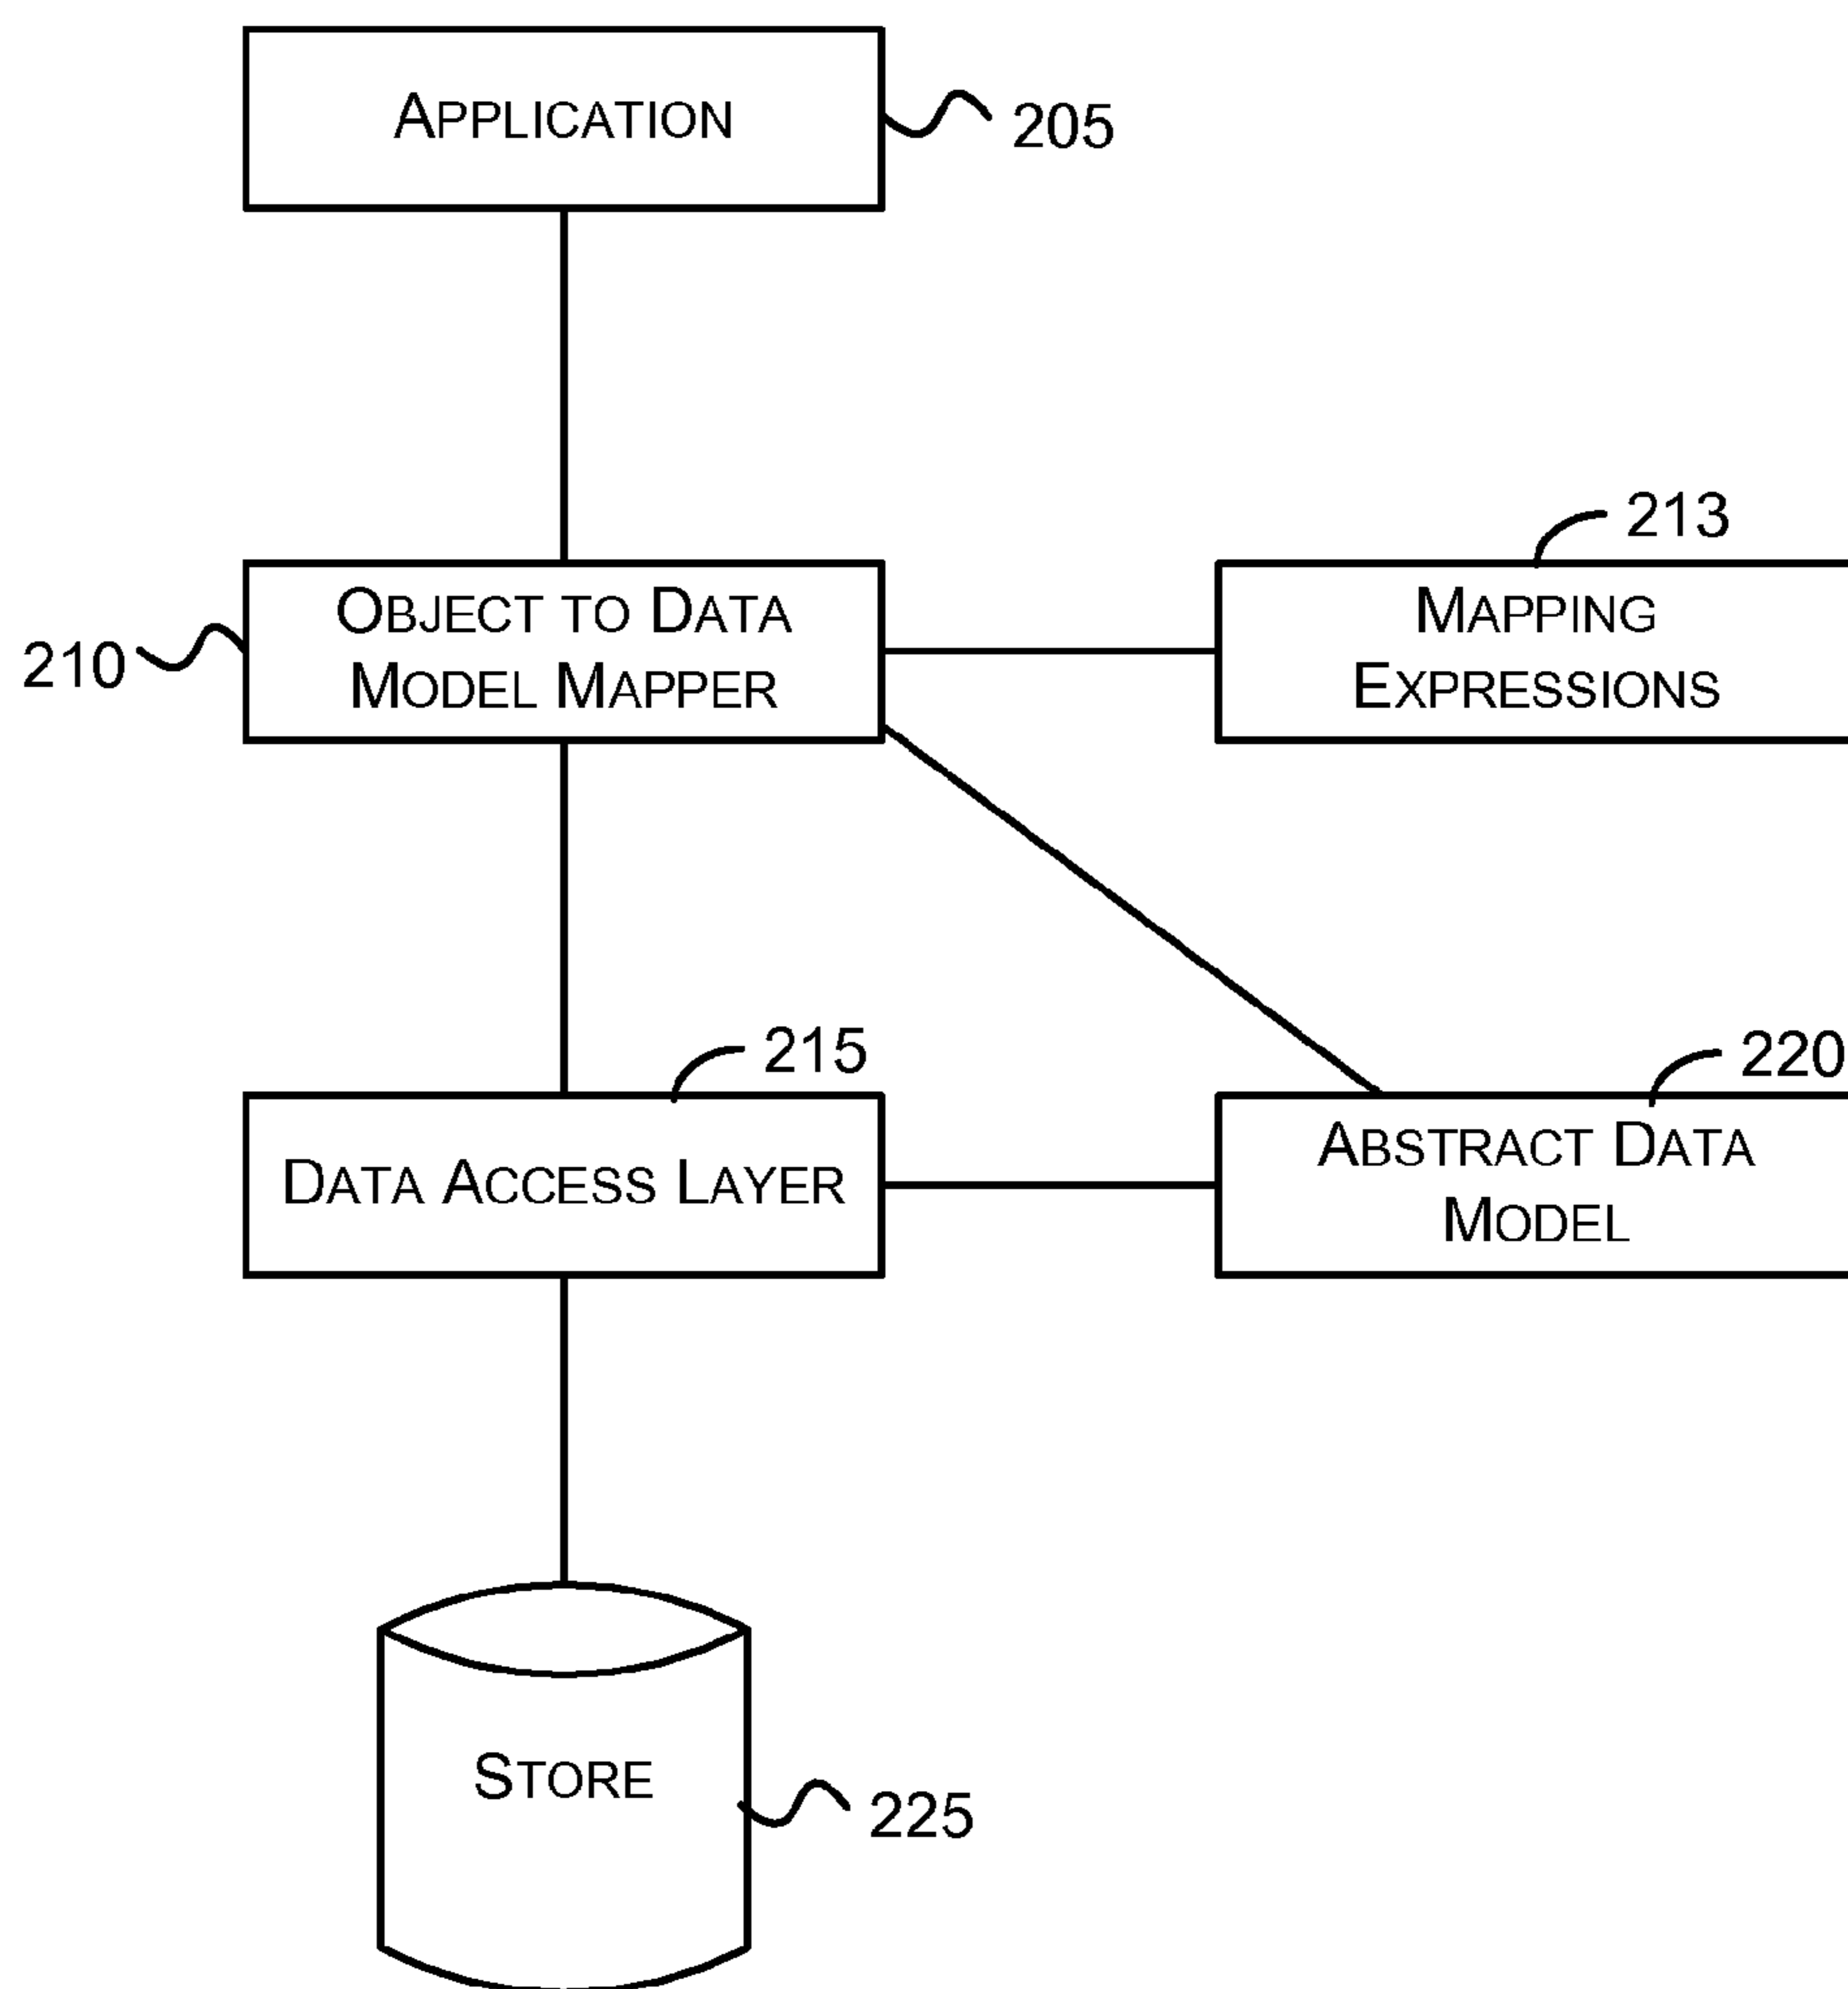 APPLICATION
205
213
OBJECT TO DATA
MODEL MAPPER
210
MAPPING
EXPRESSIONS
215
220
DATA ACCESS LAYER
ABSTRACT DATA
MODEL
STORE
225